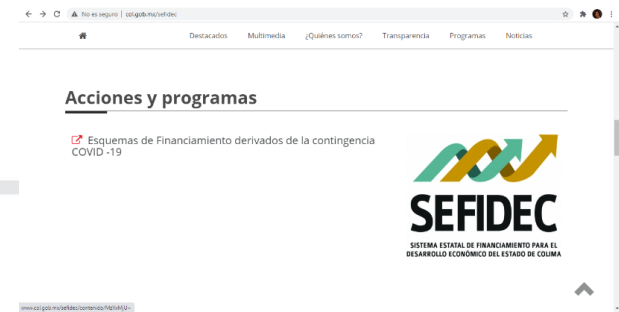 No es seguro | col.gob.mx/sefidec
Destacados Multimedia ¿Quiénes somos? Transparencia Programas Noticias
Acciones y programas
Esquemas de Financiamiento derivados de la contingencia
COVID -19
SEFIDEC
SISTEMA ESTATAL DE FINANCIAMIENTO PARA EL
DESARROLLO ECONÓMICO DEL ESTADO DE COLIMA